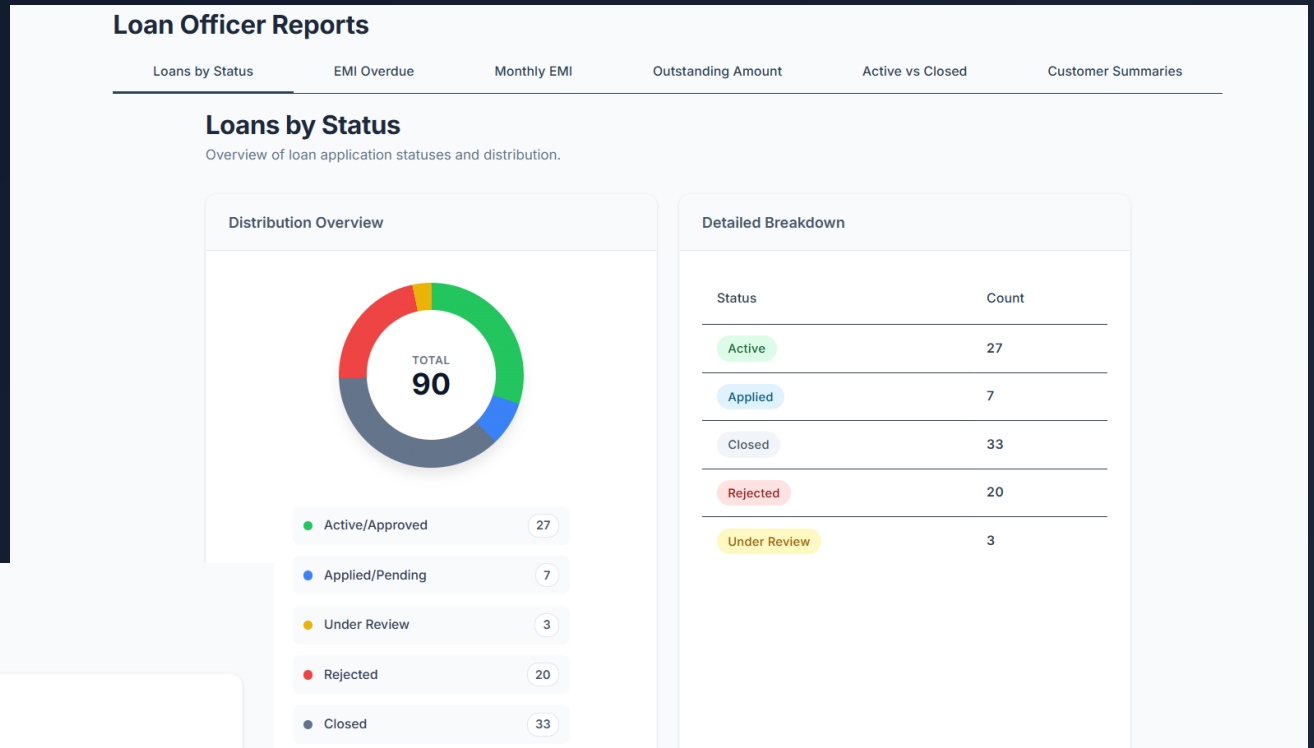 Loan Officer Reports
Loans by Status EMI Overdue Monthly EMI Outstanding Amount Active vs Closed Customer Summaries
Loans by Status
Overview of loan application statuses and distribution.
Distribution Overview
TOTAL
90
Active/Approved 27
Applied/Pending 7
Under Review 3
Rejected 20
Closed 33
Detailed Breakdown
Status Count
Active 27
Applied 7
Closed 33
Rejected 20
Under Review 3